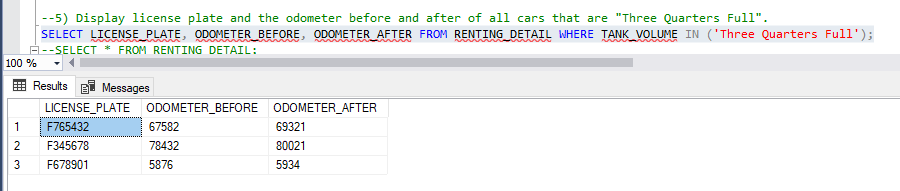 --5) Display license plate and the odometer before and after of all cars that are "Three Quarters Full".
SELECT LICENSE_PLATE, ODOMETER_BEFORE, ODOMETER_AFTER FROM RENTING_DETAIL WHERE TANK_VOLUME IN ('Three Quarters Full');
--SELECT * FROM RENTING DETAIL;
100 %
Results Messages
LICENSE_PLATE ODOMETER_BEFORE ODOMETER_AFTER
1 F765432 67582 69321
2 F345678 78432 80021
3 F678901 5876 5934